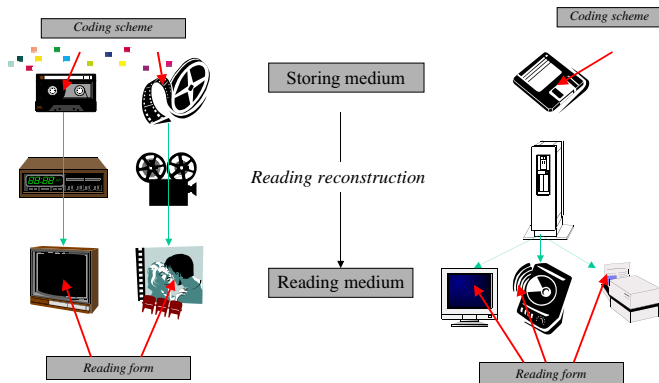 Coding scheme
Coding scheme
Storing medium
Reading reconstruction
Reading medium
Reading form
Reading form